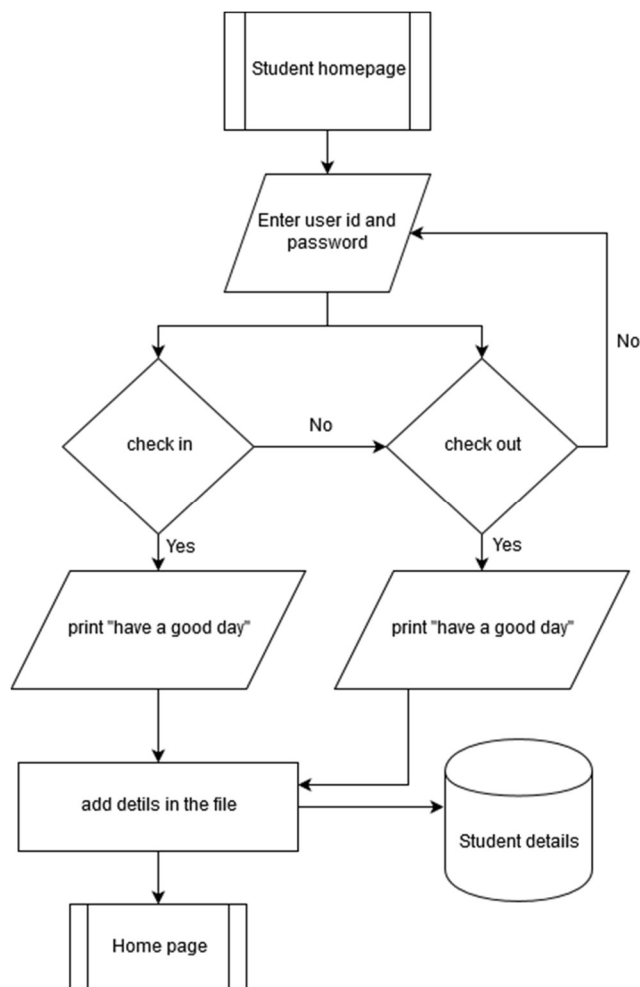 Student homepage
Enter user id and
password
No
check in
No
check out
Yes
Yes
print "have a good day"
print "have a good day"
add detils in the file
Student details
Home page